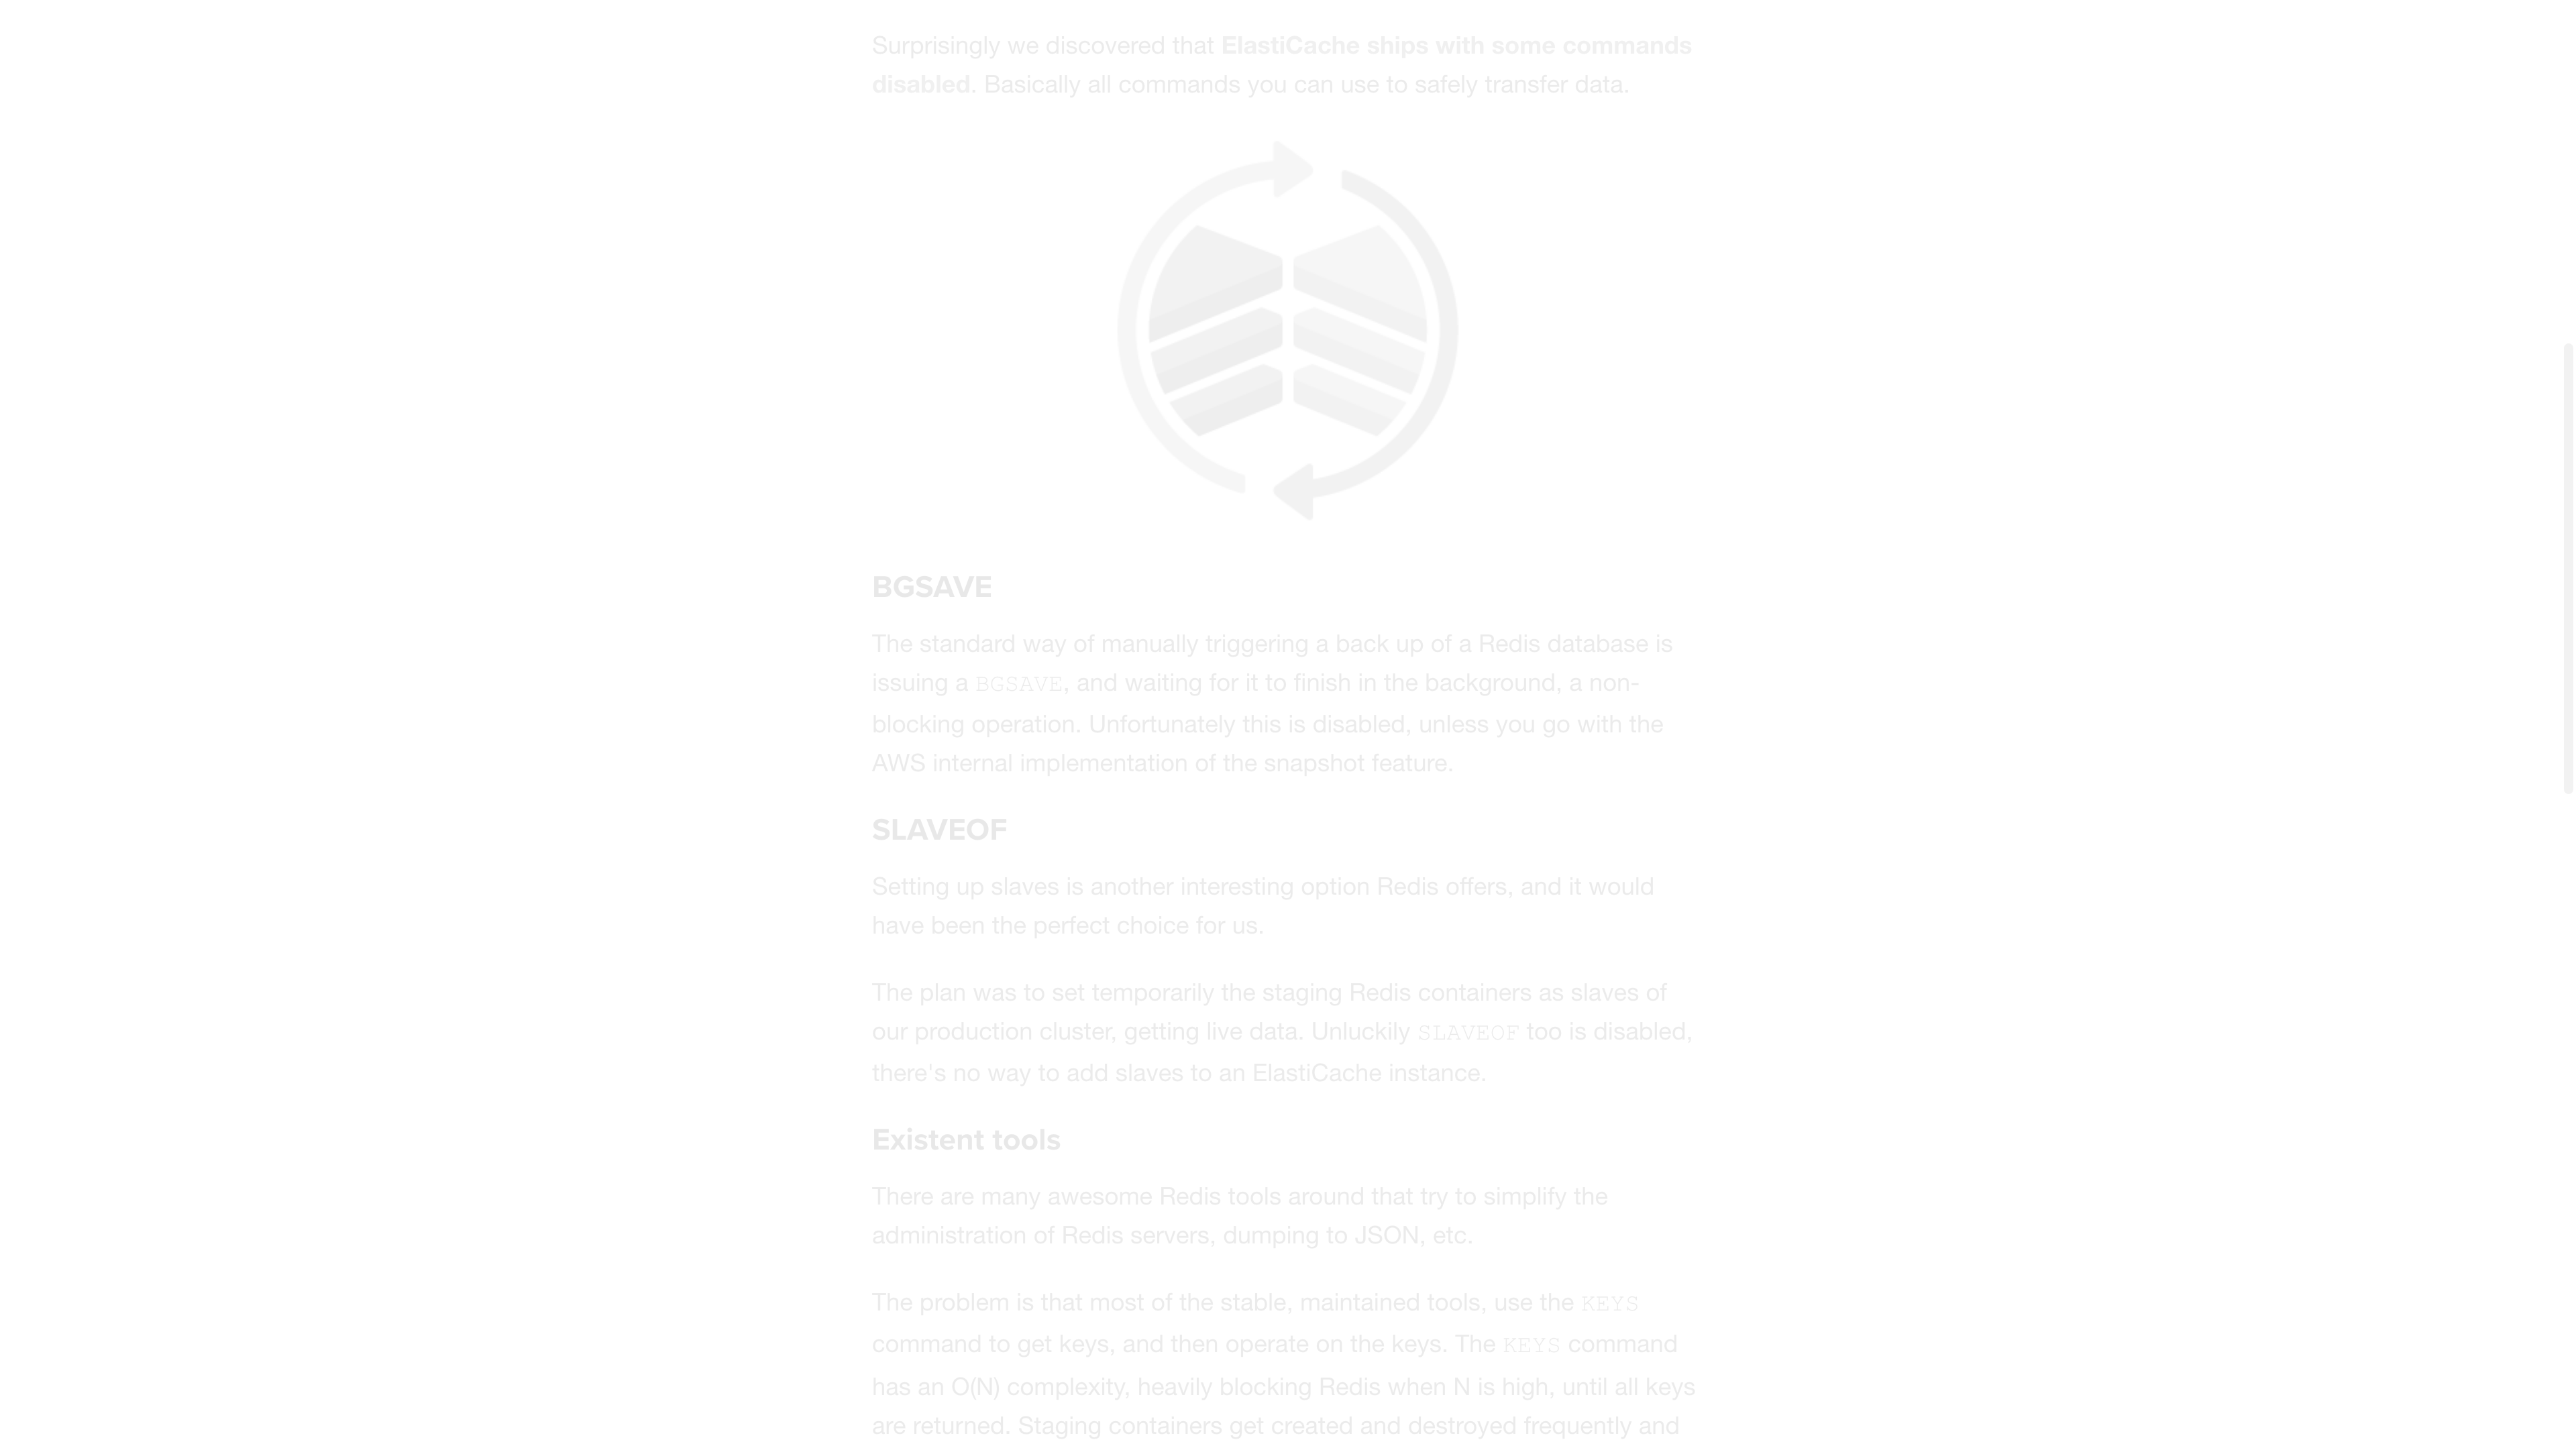 Surprisingly we discovered that ElastiCache ships with some commands
disabled. Basically all commands you can use to safely transfer data.
BGSAVE
The standard way of manually triggering a back up of a Redis database is
issuing a BGSAVE, and waiting for it to finish in the background, a non-
blocking operation. Unfortunately this is disabled, unless you go with the
AWS internal implementation of the snapshot feature.
SLAVEOF
Setting up slaves is another interesting option Redis offers, and it would
have been the perfect choice for us.
The plan was to set temporarily the staging Redis containers as slaves of
our production cluster, getting live data. Unluckily SLAVEOF too is disabled,
there's no way to add slaves to an ElastiCache instance.
Existent tools
There are many awesome Redis tools around that try to simplify the
administration of Redis servers, dumping to JSON, etc.
The problem is that most of the stable, maintained tools, use the KEYS
command to get keys, and then operate on the keys. The KEYS command
has an O(N) complexity, heavily blocking Redis when N is high, until all keys
are returned. Staging containers get created and destroyed frequently and